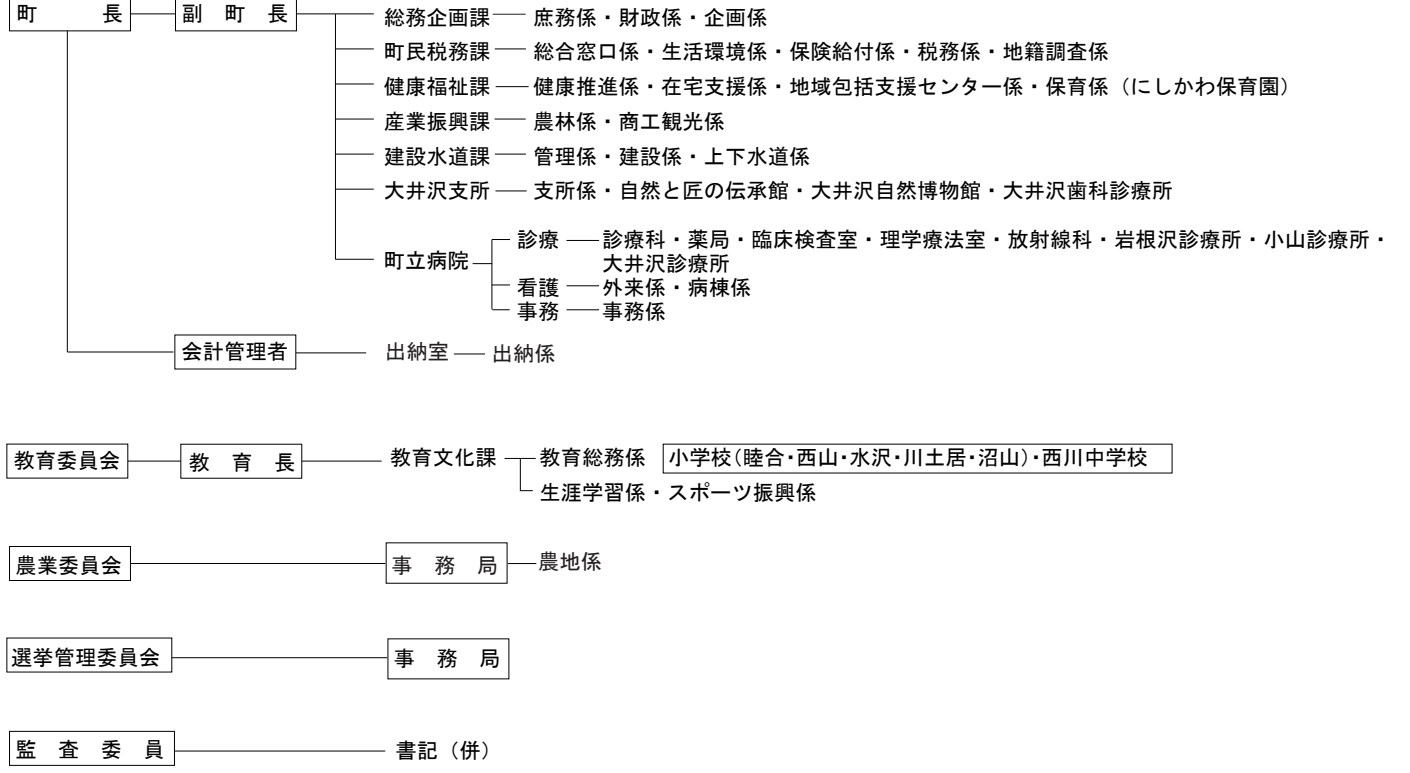 町　長 副町長 総務企画課 庶務係・財政係・企画係
町民税務課 総合窓口係・生活環境係・保険給付係・税務係・地籍調査係
健康福祉課 健康推進係・在宅支援係・地域包括支援センター係・保育係（にしかわ保育園）
産業振興課 農林係・商工観光係
建設水道課 管理係・建設係・上下水道係
大井沢支所 支所係・自然と匠の伝承館・大井沢自然博物館・大井沢歯科診療所
町立病院 診療 診療科・薬局・臨床検査室・理学療法室・放射線科・岩根沢診療所・小山診療所・
大井沢診療所
看護 外来係・病棟係
事務 事務係
会計管理者 出納室 出納係
教育委員会 教育長 教育文化課 教育総務係 小学校（睦合・西山・水沢・川土居・沼山）・西川中学校
生涯学習係・スポーツ振興係
農業委員会 事務局 農地係
選挙管理委員会 事務局
監査委員 書記（併）